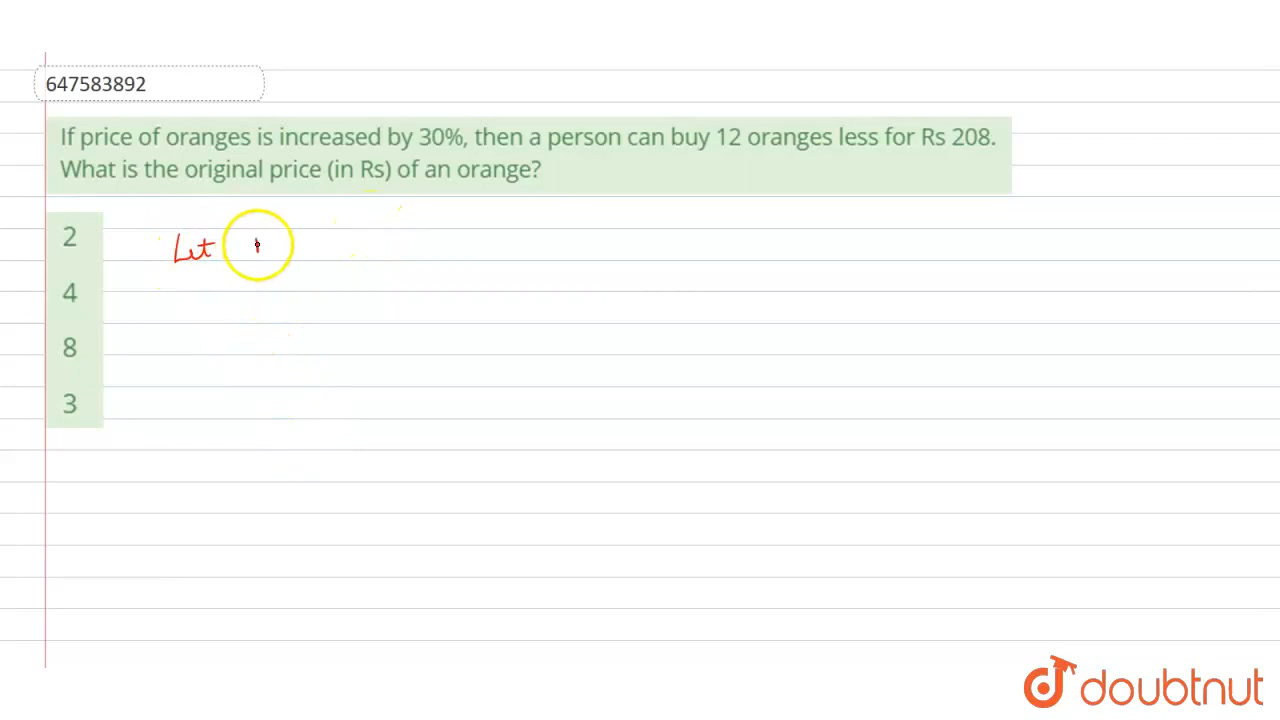 647583892
If price of oranges is increased by 30%, then a person can buy 12 oranges less for Rs 208.
What is the original price (in Rs) of an orange?
2
Let
4
8
3
doubtnut